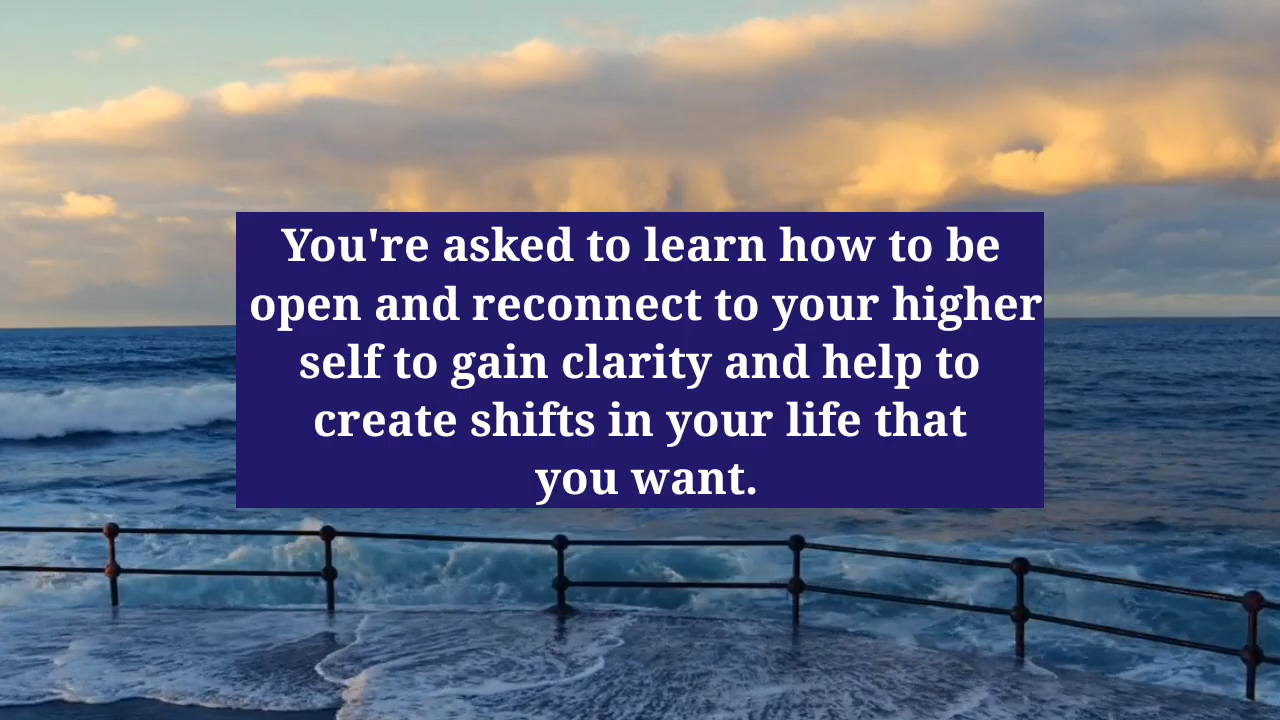 You're asked to learn how to be
open and reconnect to your higher
self to gain clarity and help to
create shifts in your life that
you want.